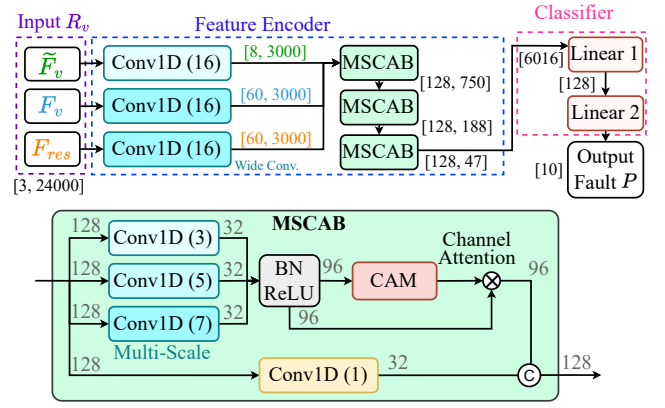 Input R_v
Feature Encoder
Classifier
F̃_v
Conv1D (16)
[8, 3000]
MSCAB
[6016]
Linear 1
[128, 750]
[128]
F_v
Conv1D (16)
[60, 3000]
MSCAB
Linear 2
[128, 188]
F_res
Conv1D (16)
[60, 3000]
MSCAB
Wide Conv.
[128, 47]
[3, 24000]
[10]
Output
Fault P
MSCAB
128
Conv1D (3)
32
Channel
Attention
128
Conv1D (5)
32
BN
ReLU
96
CAM
96
128
Conv1D (7)
32
96
Multi-Scale
128
Conv1D (1)
32
C
128